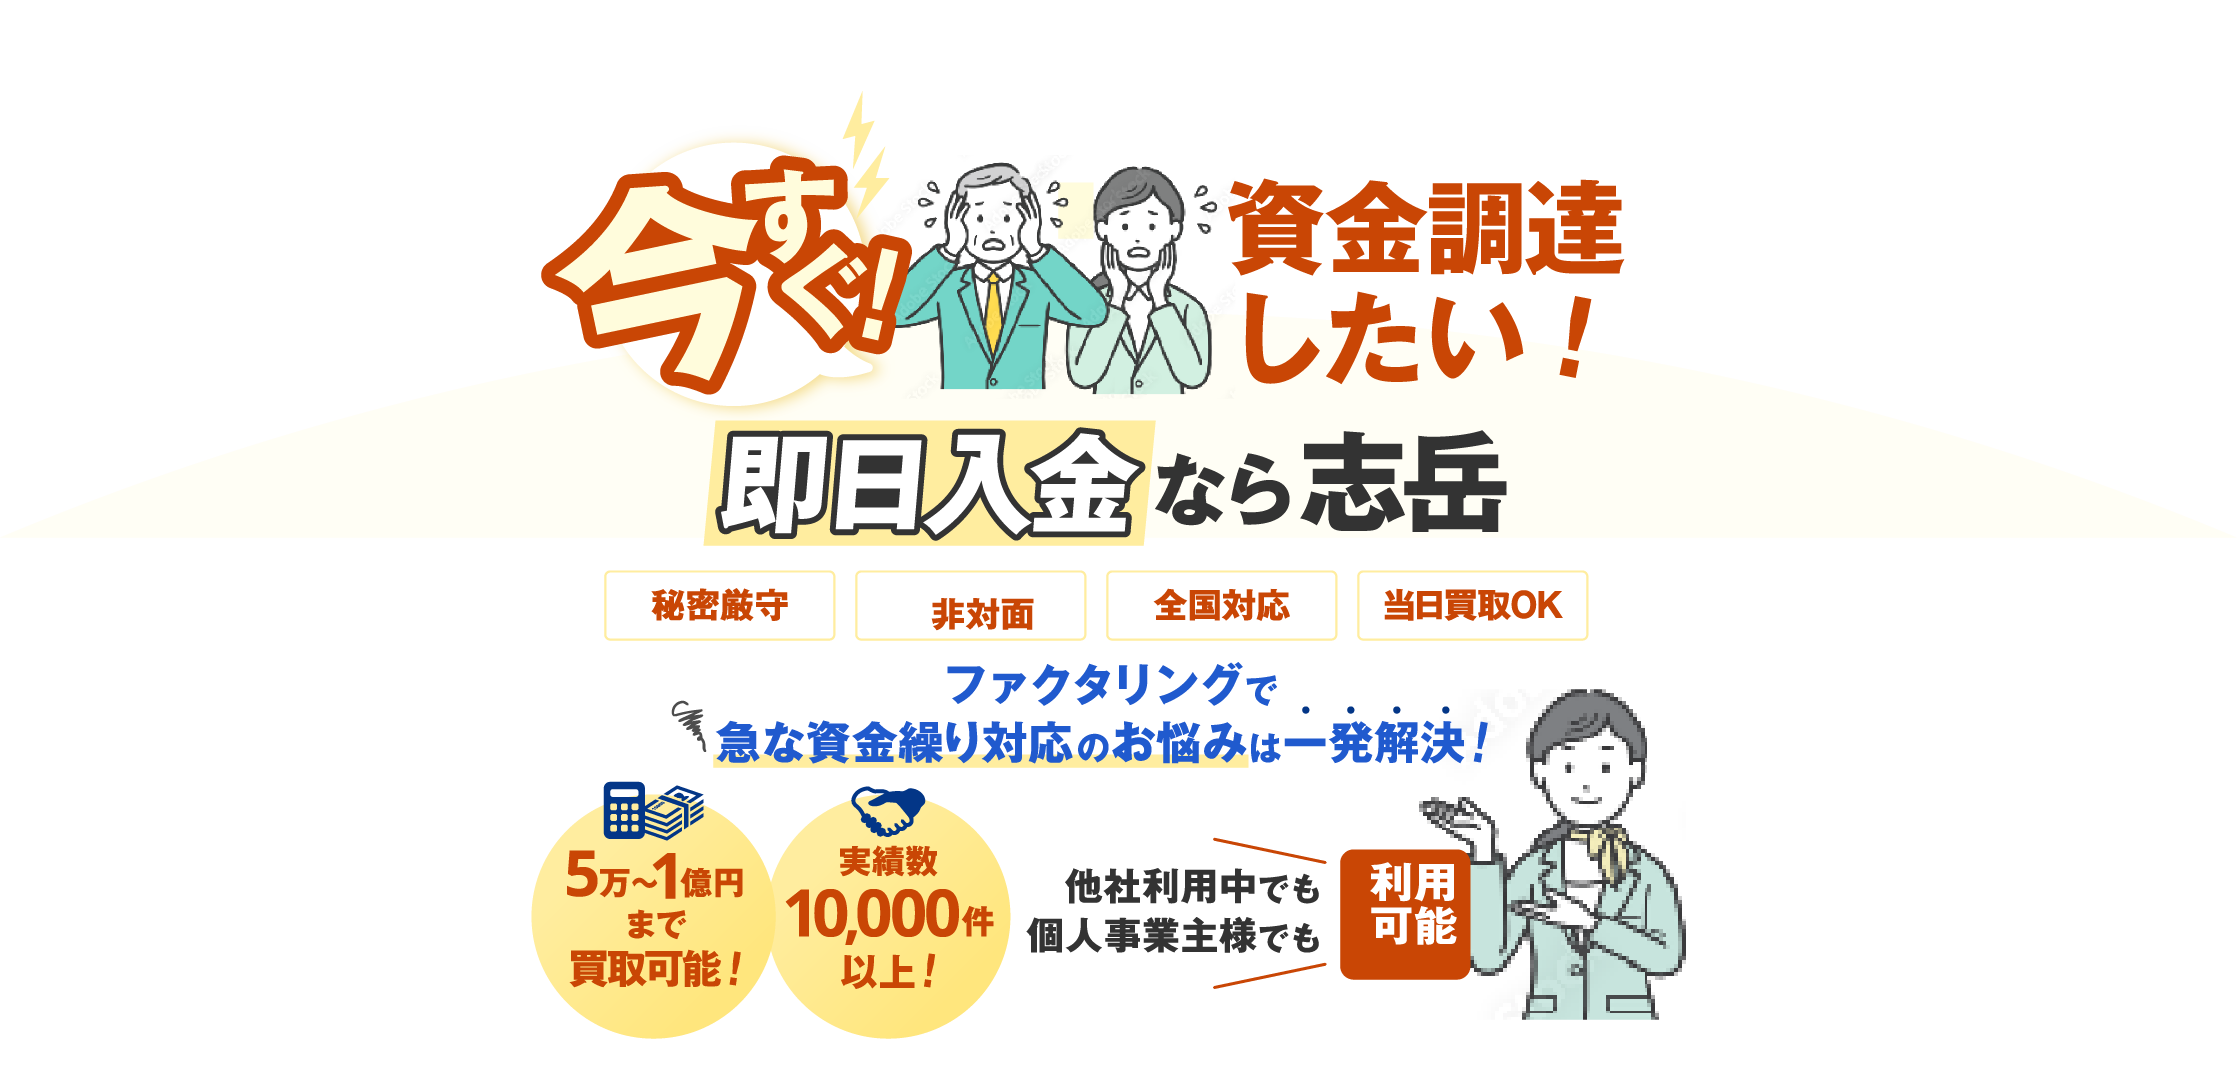 今すぐ！
資金調達
したい！
即日入金なら志岳
秘密厳守
非対面
全国対応
当日買取OK
ファクタリングで
急な資金繰り対応のお悩みは一発解決！
5万～1億円
まで
買取可能！
実績数
10,000件
以上！
他社利用中でも
個人事業主様でも
利用
可能